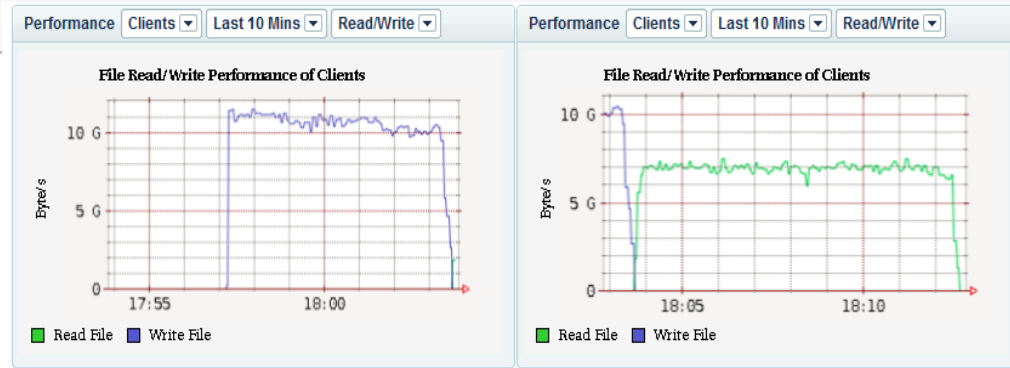 Performance Clients Last 10 Mins Read/Write
File Read/Write Performance of Clients
10 G
5 G
0
Byte/s
17:55 18:00
Read File Write File
Performance Clients Last 10 Mins Read/Write
File Read/Write Performance of Clients
10 G
5 G
0
Byte/s
18:05 18:10
Read File Write File